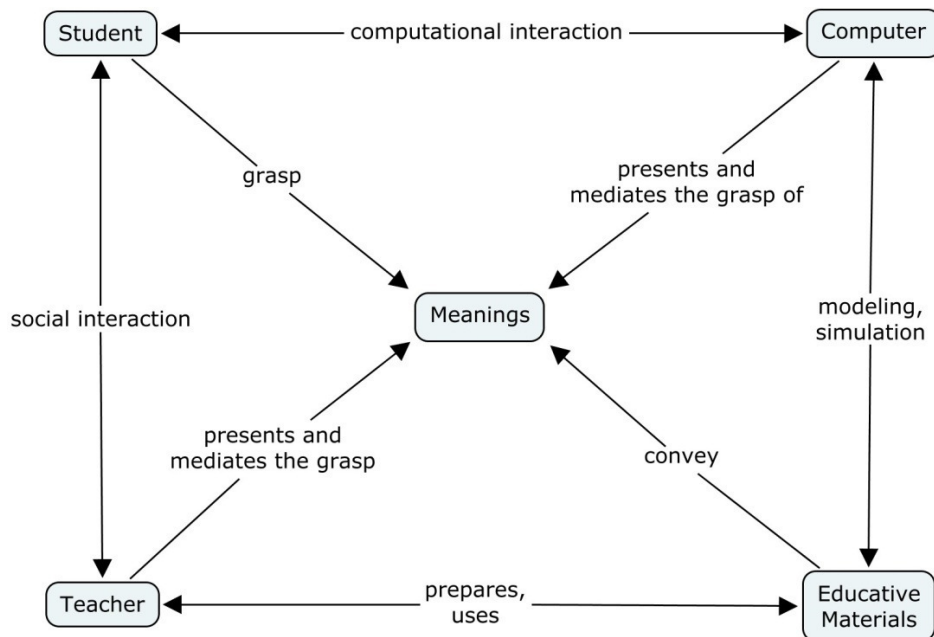 Student
computational interaction
Computer
grasp
presents and
mediates the grasp of
social interaction
Meanings
modeling,
simulation
presents and
mediates the grasp
convey
Teacher
prepares,
uses
Educative
Materials